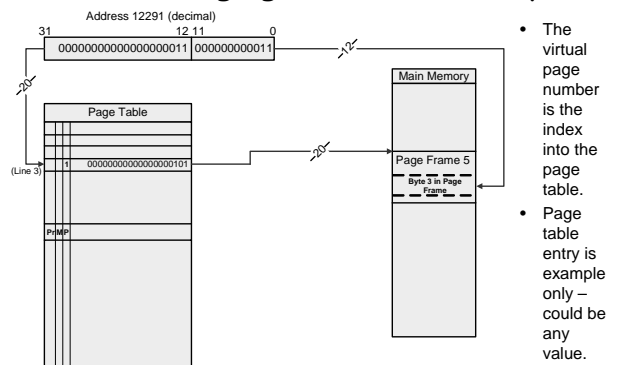 Address 12291 (decimal)
31 12 11 0
00000000000000000011 000000000011
12
20
Main Memory
Page Table
20
(Line 3) 1 00000000000000000101
Page Frame 5
Byte 3 in Page
Frame
Pr M P
• The
virtual
page
number
is the
index
into the
page
table.
• Page
table
entry is
example
only –
could be
any
value.